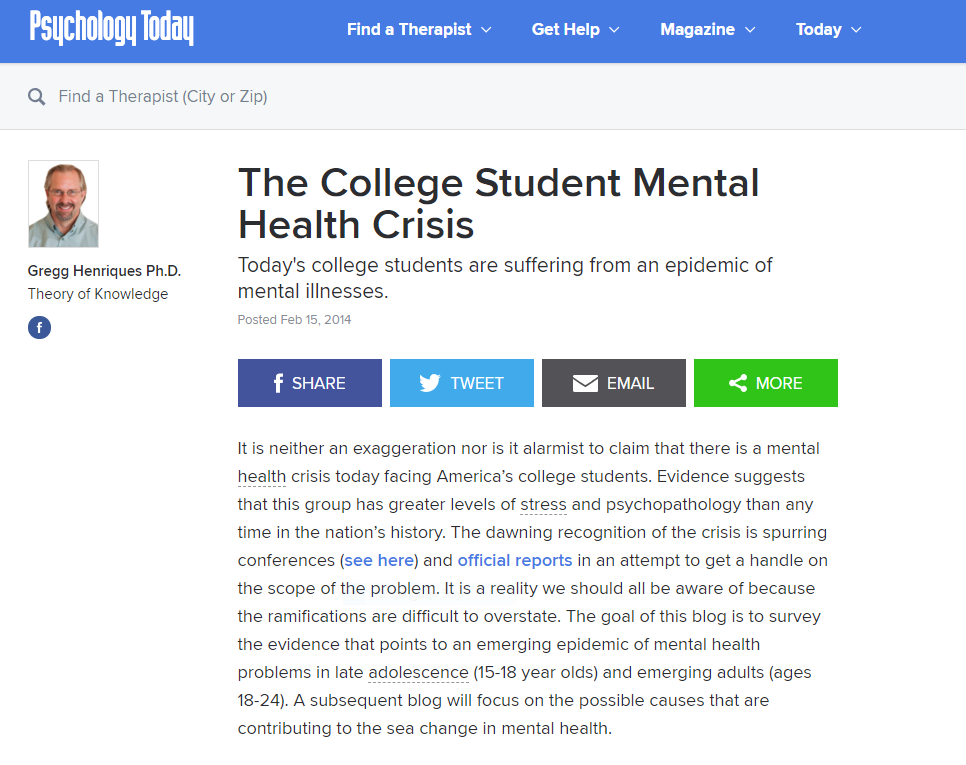 Psychology Today
Find a Therapist
Get Help
Magazine
Today
Find a Therapist (City or Zip)
Gregg Henriques Ph.D.
Theory of Knowledge
f
The College Student Mental
Health Crisis
Today's college students are suffering from an epidemic of
mental illnesses.
Posted Feb 15, 2014
f SHARE
TWEET
EMAIL
MORE
It is neither an exaggeration nor is it alarmist to claim that there is a mental
health crisis today facing America’s college students. Evidence suggests
that this group has greater levels of stress and psychopathology than any
time in the nation’s history. The dawning recognition of the crisis is spurring
conferences (see here) and official reports in an attempt to get a handle on
the scope of the problem. It is a reality we should all be aware of because
the ramifications are difficult to overstate. The goal of this blog is to survey
the evidence that points to an emerging epidemic of mental health
problems in late adolescence (15-18 year olds) and emerging adults (ages
18-24). A subsequent blog will focus on the possible causes that are
contributing to the sea change in mental health.